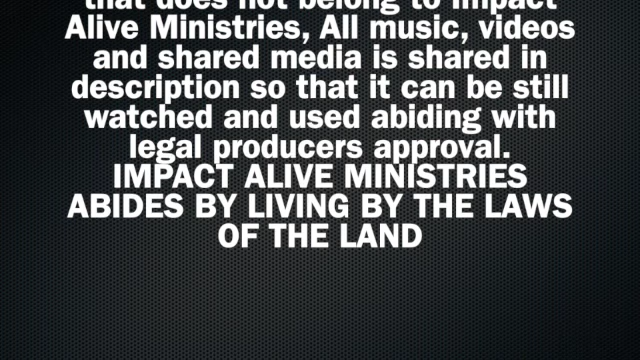 that does not belong to Impact
Alive Ministries, All music, videos
and shared media is shared in
description so that it can be still
watched and used abiding with
legal producers approval.
IMPACT ALIVE MINISTRIES
ABIDES BY LIVING BY THE LAWS
OF THE LAND